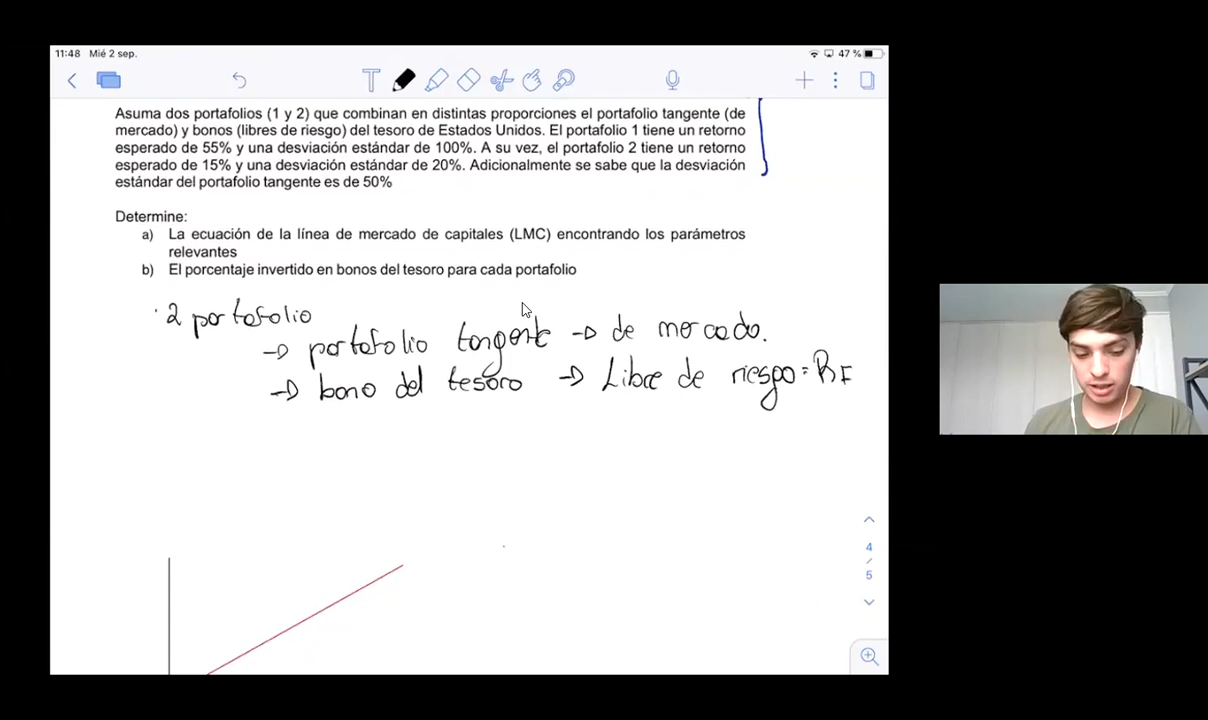 11:48 Mié 2 sep.
47 %
Asuma dos portafolios (1 y 2) que combinan en distintas proporciones el portafolio tangente (de
mercado) y bonos (libres de riesgo) del tesoro de Estados Unidos. El portafolio 1 tiene un retorno
esperado de 55% y una desviación estándar de 100%. A su vez, el portafolio 2 tiene un retorno
esperado de 15% y una desviación estándar de 20%. Adicionalmente se sabe que la desviación
estándar del portafolio tangente es de 50%
Determine:
a) La ecuación de la línea de mercado de capitales (LMC) encontrando los parámetros
relevantes
b) El porcentaje invertido en bonos del tesoro para cada portafolio
· 2 portafolio
→ portafolio tangente → de mercado.
→ bono del tesoro → Libre de riesgo = RF
4
/
5